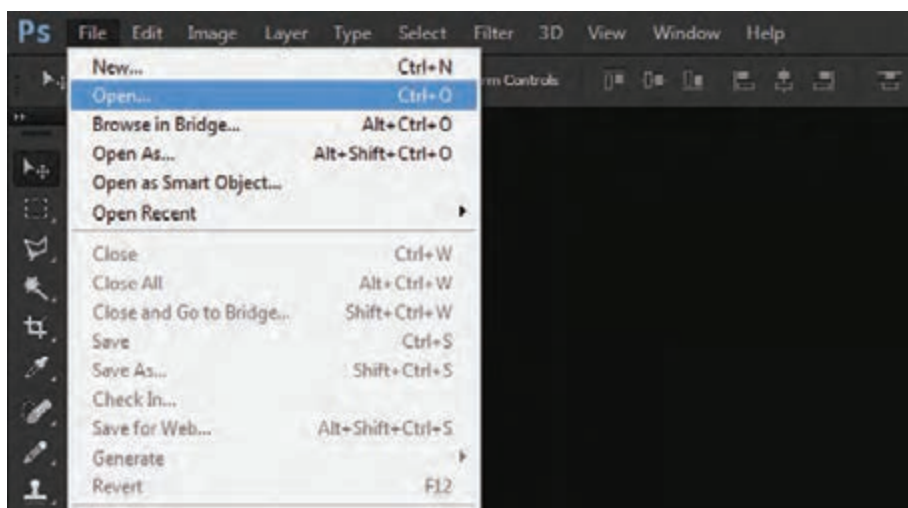 Ps File Edit Image Layer Type Select Filter 3D View Window Help
New... Ctrl+N
Open... Ctrl+O
Browse in Bridge... Alt+Ctrl+O
Open As... Alt+Shift+Ctrl+O
Open as Smart Object...
Open Recent
Close Ctrl+W
Close All Alt+Ctrl+W
Close and Go to Bridge... Shift+Ctrl+W
Save Ctrl+S
Save As... Shift+Ctrl+S
Check In...
Save for Web... Alt+Shift+Ctrl+S
Generate
Revert F12
rm Controls